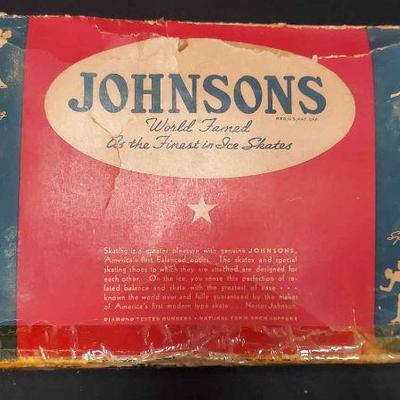 JOHNSONS
REG. U.S. PAT. OFF.
World Famed
As the Finest in Ice Skates
Skating is a greater pleasure with genuine JOHNSONS,
America's first Balanced outfits. The skates and special
skating shoes to which they are attached are designed for
each other. On the ice, you sense this perfection of re-
lated balance and skate with the greatest of ease . . .
known the world over and fully guaranteed by the maker
of America's first modern type skate . . . Nestor Johnson.
DIAMOND TESTED RUNNERS • NATURAL FORM ARCH SUPPORT